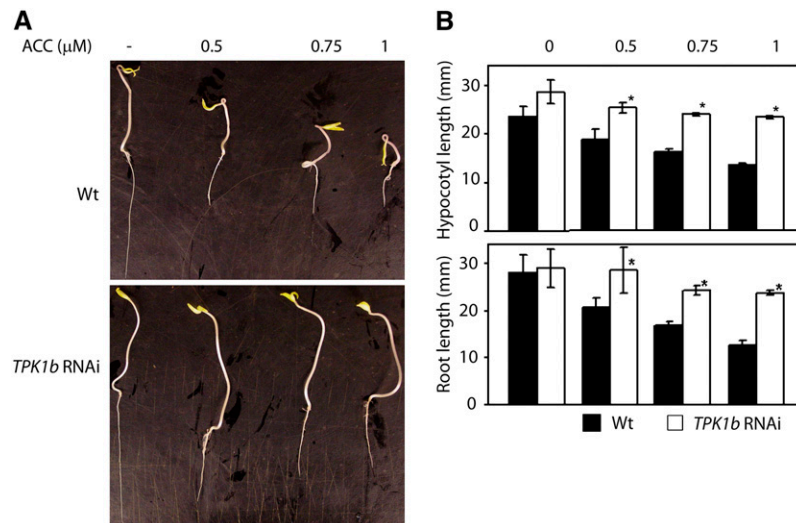 A
ACC (μM) - 0.5 0.75 1
Wt
TPK1b RNAi
B
0 0.5 0.75 1
Hypocotyl length (mm)
30
20
10
0
* * *
Root length (mm)
30
20
10
0
* * *
Wt TPK1b RNAi